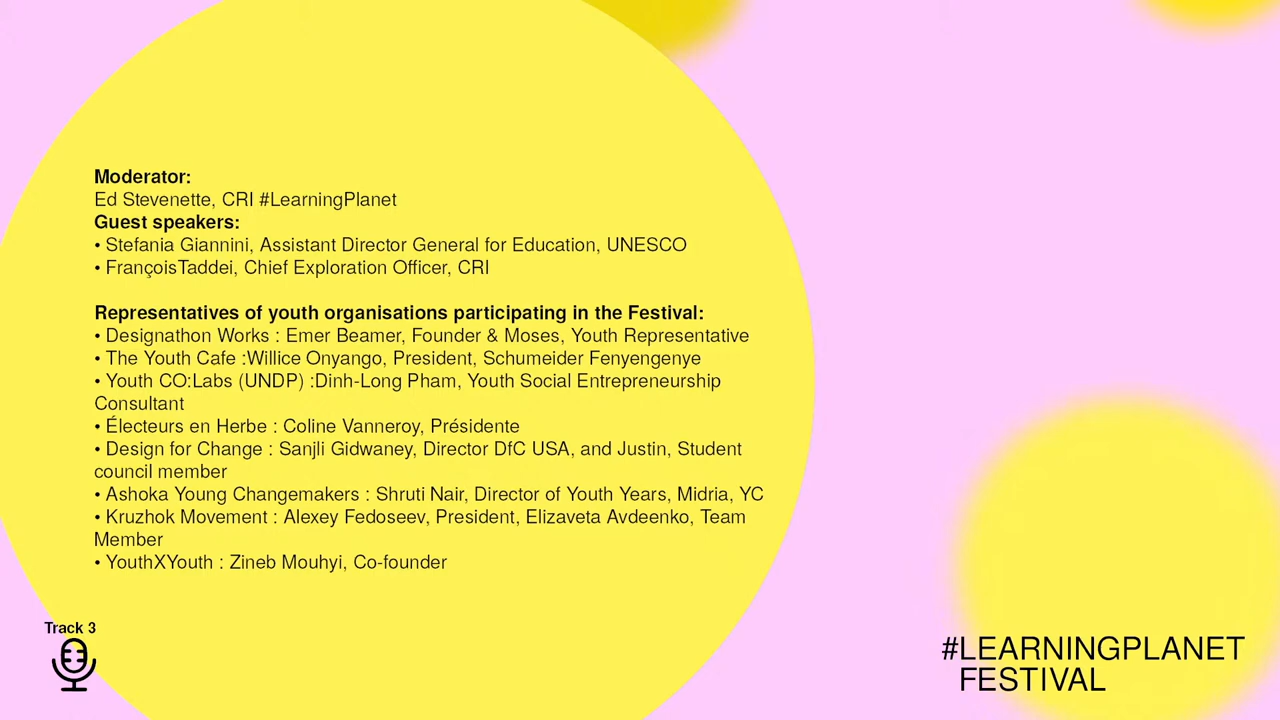 Moderator:
Ed Stevenette, CRI #LearningPlanet
Guest speakers:
• Stefania Giannini, Assistant Director General for Education, UNESCO
• FrançoisTaddei, Chief Exploration Officer, CRI
Representatives of youth organisations participating in the Festival:
• Designathon Works : Emer Beamer, Founder & Moses, Youth Representative
• The Youth Cafe :Willice Onyango, President, Schumeider Fenyengenye
• Youth CO:Labs (UNDP) :Dinh-Long Pham, Youth Social Entrepreneurship
Consultant
• Électeurs en Herbe : Coline Vanneroy, Présidente
• Design for Change : Sanjli Gidwaney, Director DfC USA, and Justin, Student
council member
• Ashoka Young Changemakers : Shruti Nair, Director of Youth Years, Midria, YC
• Kruzhok Movement : Alexey Fedoseev, President, Elizaveta Avdeenko, Team
Member
• YouthXYouth : Zineb Mouhyi, Co-founder
Track 3
#LEARNINGPLANET
FESTIVAL